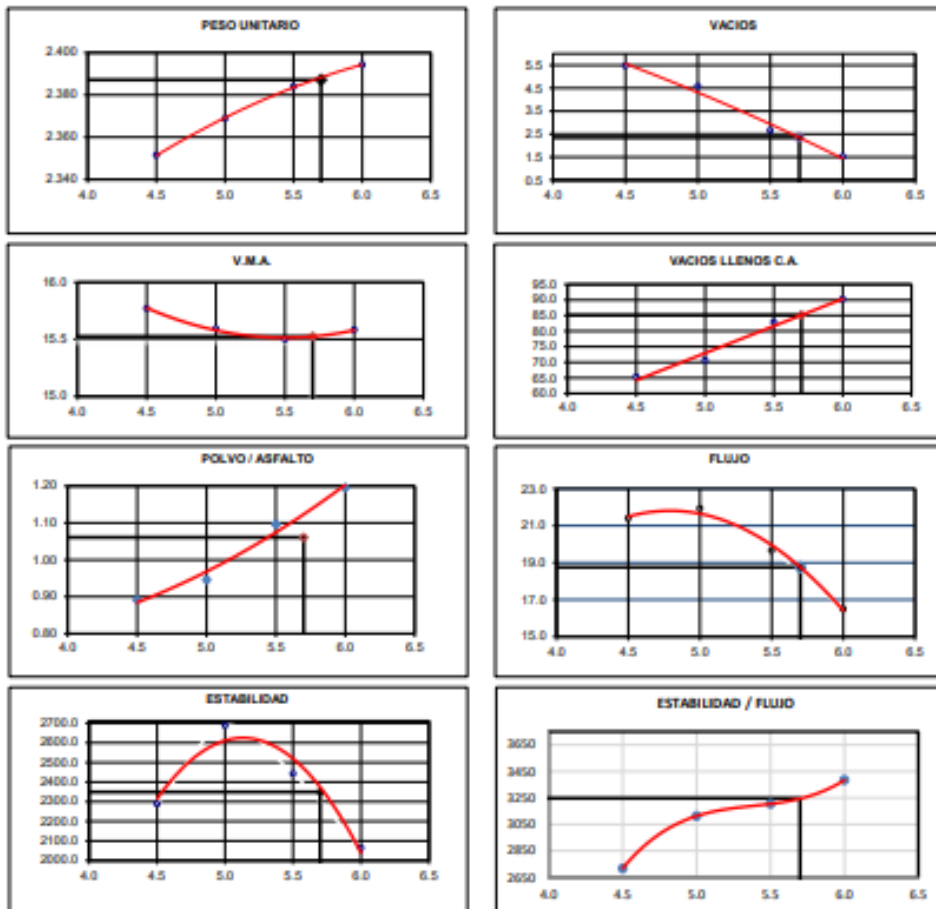 PESO UNITARIO
2.400
2.380
2.360
2.340
4.0 4.5 5.0 5.5 6.0 6.5
VACIOS
5.5
4.5
3.5
2.5
1.5
0.5
4.0 4.5 5.0 5.5 6.0 6.5
V.M.A.
16.0
15.5
15.0
4.0 4.5 5.0 5.5 6.0 6.5
VACIOS LLENOS C.A.
95.0
90.0
85.0
80.0
75.0
70.0
65.0
60.0
4.0 4.5 5.0 5.5 6.0 6.5
POLVO / ASFALTO
1.20
1.10
1.00
0.90
0.80
4.0 4.5 5.0 5.5 6.0 6.5
FLUJO
23.0
21.0
19.0
17.0
15.0
4.0 4.5 5.0 5.5 6.0 6.5
ESTABILIDAD
2700.0
2600.0
2500.0
2400.0
2300.0
2200.0
2100.0
2000.0
4.0 4.5 5.0 5.5 6.0 6.5
ESTABILIDAD / FLUJO
3650
3450
3250
3050
2850
2650
4.0 4.5 5.0 5.5 6.0 6.5